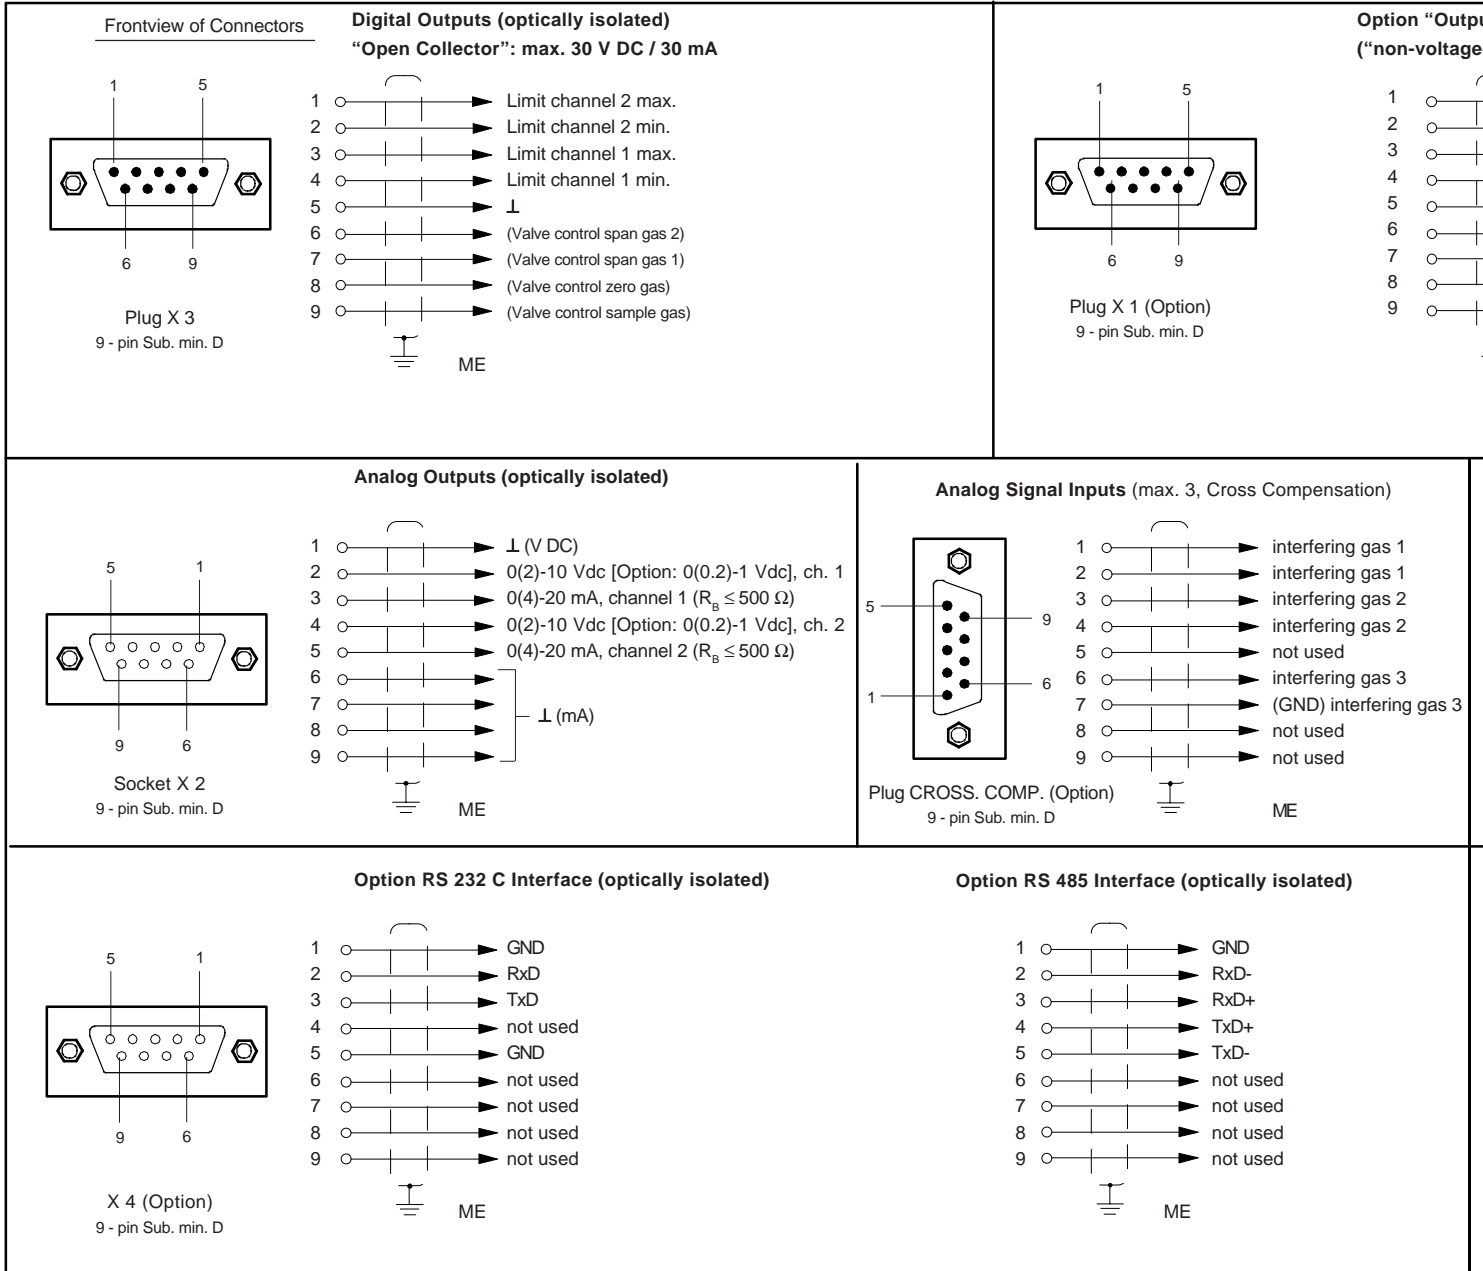 Frontview of Connectors
Digital Outputs (optically isolated)
“Open Collector”: max. 30 V DC / 30 mA
1 5
6 9
Plug X 3
9 - pin Sub. min. D
1 Limit channel 2 max.
2 Limit channel 2 min.
3 Limit channel 1 max.
4 Limit channel 1 min.
5 ⊥
6 (Valve control span gas 2)
7 (Valve control span gas 1)
8 (Valve control zero gas)
9 (Valve control sample gas)
ME
Option
(“non-voltage
1 5
6 9
Plug X 1 (Option)
9 - pin Sub. min. D
1
2
3
4
5
6
7
8
9
Analog Outputs (optically isolated)
5 1
9 6
Socket X 2
9 - pin Sub. min. D
1 ⊥ (V DC)
2 0(2)-10 Vdc [Option: 0(0.2)-1 Vdc], ch. 1
3 0(4)-20 mA, channel 1 (R_B ≤ 500 Ω)
4 0(2)-10 Vdc [Option: 0(0.2)-1 Vdc], ch. 2
5 0(4)-20 mA, channel 2 (R_B ≤ 500 Ω)
6
7
8
9
⊥ (mA)
ME
Analog Signal Inputs (max. 3, Cross Compensation)
5
9
6
1
Plug CROSS. COMP. (Option)
9 - pin Sub. min. D
1 interfering gas 1
2 interfering gas 1
3 interfering gas 2
4 interfering gas 2
5 not used
6 interfering gas 3
7 (GND) interfering gas 3
8 not used
9 not used
ME
Option RS 232 C Interface (optically isolated)
5 1
9 6
X 4 (Option)
9 - pin Sub. min. D
1 GND
2 RxD
3 TxD
4 not used
5 GND
6 not used
7 not used
8 not used
9 not used
ME
Option RS 485 Interface (optically isolated)
1 GND
2 RxD-
3 RxD+
4 TxD+
5 TxD-
6 not used
7 not used
8 not used
9 not used
ME